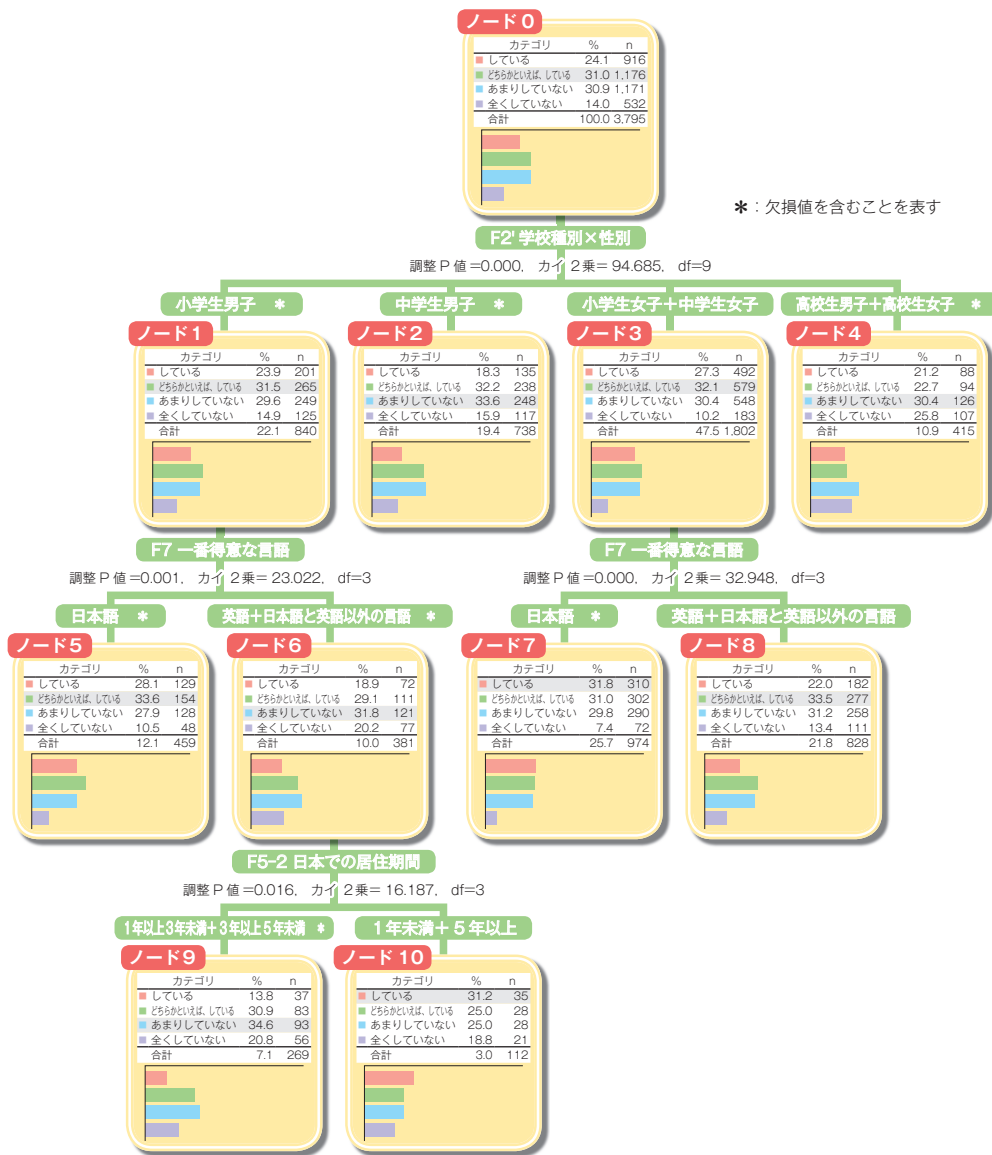 ノード0
カテゴリ % n
している 24.1 916
どちらかといえば、している 31.0 1,176
あまりしていない 30.9 1,171
全くしていない 14.0 532
合計 100.0 3,795
＊：欠損値を含むことを表す
F2' 学校種別×性別
調整 P 値 =0.000, カイ 2乗= 94.685, df=9
小学生男子 ＊
中学生男子 ＊
小学生女子＋中学生女子
高校生男子＋高校生女子 ＊
ノード1
カテゴリ % n
している 23.9 201
どちらかといえば、している 31.5 265
あまりしていない 29.6 249
全くしていない 14.9 125
合計 22.1 840
ノード2
カテゴリ % n
している 18.3 135
どちらかといえば、している 32.2 238
あまりしていない 33.6 248
全くしていない 15.9 117
合計 19.4 738
ノード3
カテゴリ % n
している 27.3 492
どちらかといえば、している 32.1 579
あまりしていない 30.4 548
全くしていない 10.2 183
合計 47.5 1,802
ノード4
カテゴリ % n
している 21.2 88
どちらかといえば、している 22.7 94
あまりしていない 30.4 126
全くしていない 25.8 107
合計 10.9 415
F7 一番得意な言語
調整 P 値 =0.001, カイ 2乗= 23.022, df=3
F7 一番得意な言語
調整 P 値 =0.000, カイ 2乗= 32.948, df=3
日本語 ＊
英語＋日本語と英語以外の言語 ＊
日本語 ＊
英語＋日本語と英語以外の言語
ノード5
カテゴリ % n
している 28.1 129
どちらかといえば、している 33.6 154
あまりしていない 27.9 128
全くしていない 10.5 48
合計 12.1 459
ノード6
カテゴリ % n
している 18.9 72
どちらかといえば、している 29.1 111
あまりしていない 31.8 121
全くしていない 20.2 77
合計 10.0 381
ノード7
カテゴリ % n
している 31.8 310
どちらかといえば、している 31.0 302
あまりしていない 29.8 290
全くしていない 7.4 72
合計 25.7 974
ノード8
カテゴリ % n
している 22.0 182
どちらかといえば、している 33.5 277
あまりしていない 31.2 258
全くしていない 13.4 111
合計 21.8 828
F5-2 日本での居住期間
調整 P 値 =0.016, カイ 2乗= 16.187, df=3
1年以上3年未満＋3年以上5年未満 ＊
1年未満＋5年以上
ノード9
カテゴリ % n
している 13.8 37
どちらかといえば、している 30.9 83
あまりしていない 34.6 93
全くしていない 20.8 56
合計 7.1 269
ノード10
カテゴリ % n
している 31.2 35
どちらかといえば、している 25.0 28
あまりしていない 25.0 28
全くしていない 18.8 21
合計 3.0 112